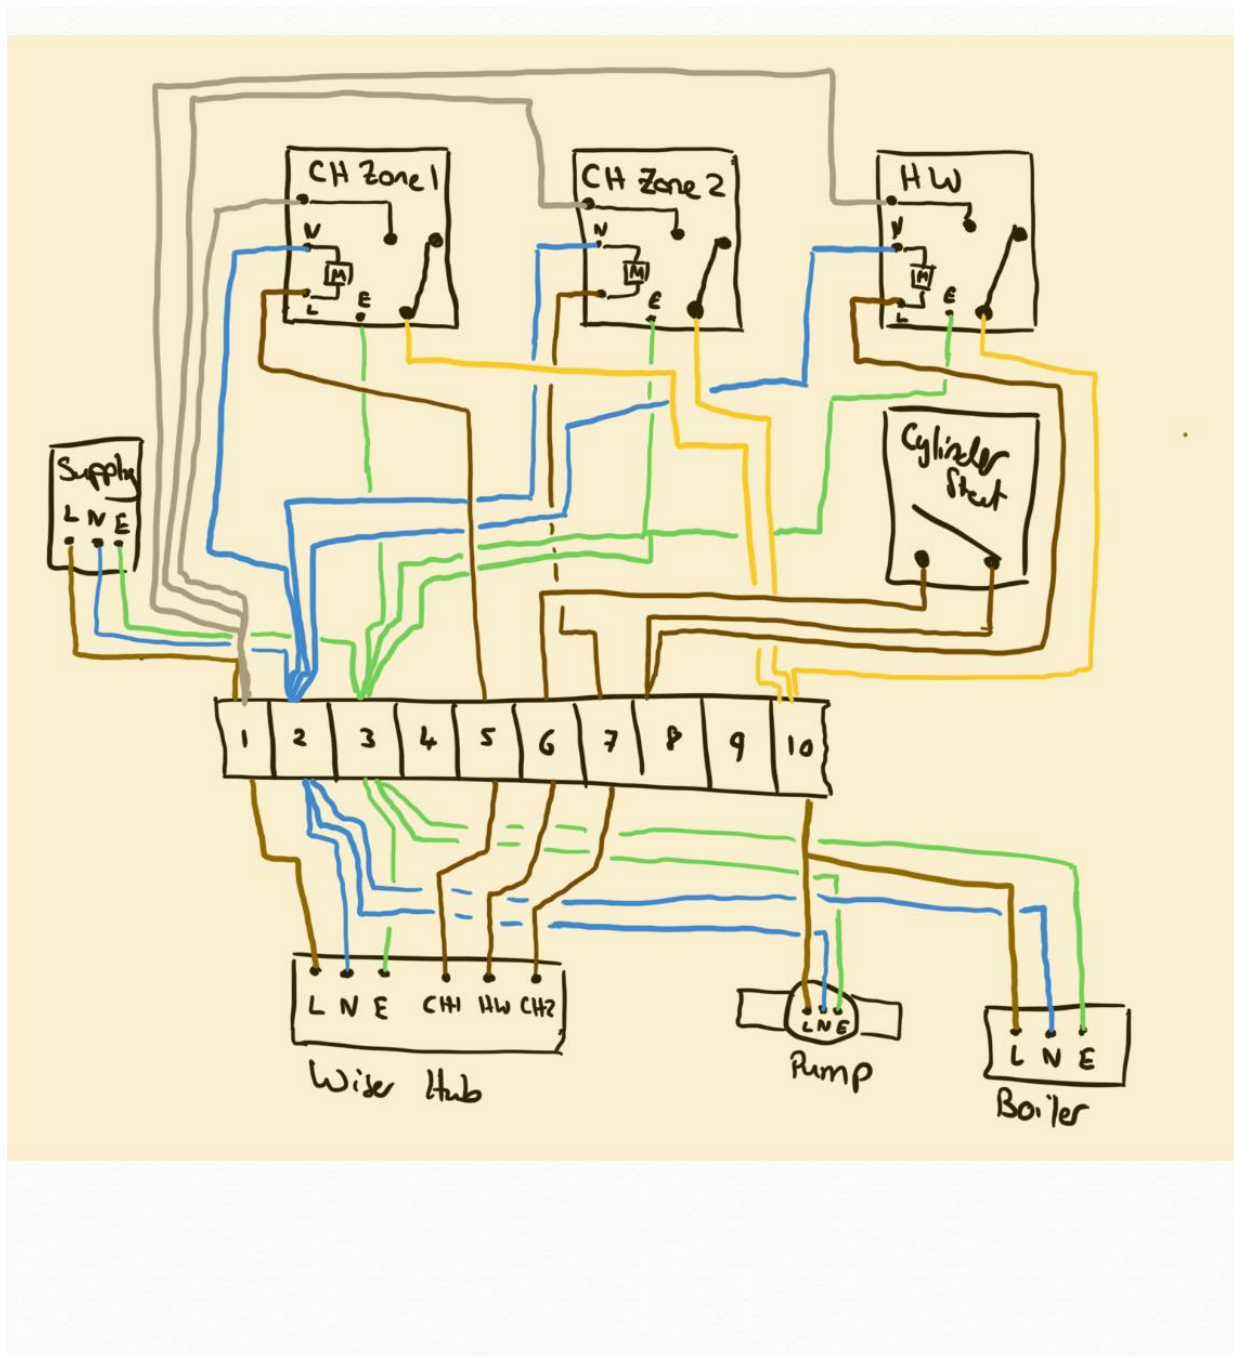 CH Zone 1
N
M
L
E
CH Zone 2
N
M
E
HW
N
M
L
E
Supply
L N E
Cylinder
Stat
1 2 3 4 5 6 7 8 9 10
L N E CH1 HW CH2
Wiser Hub
L N E
Pump
L N E
Boiler